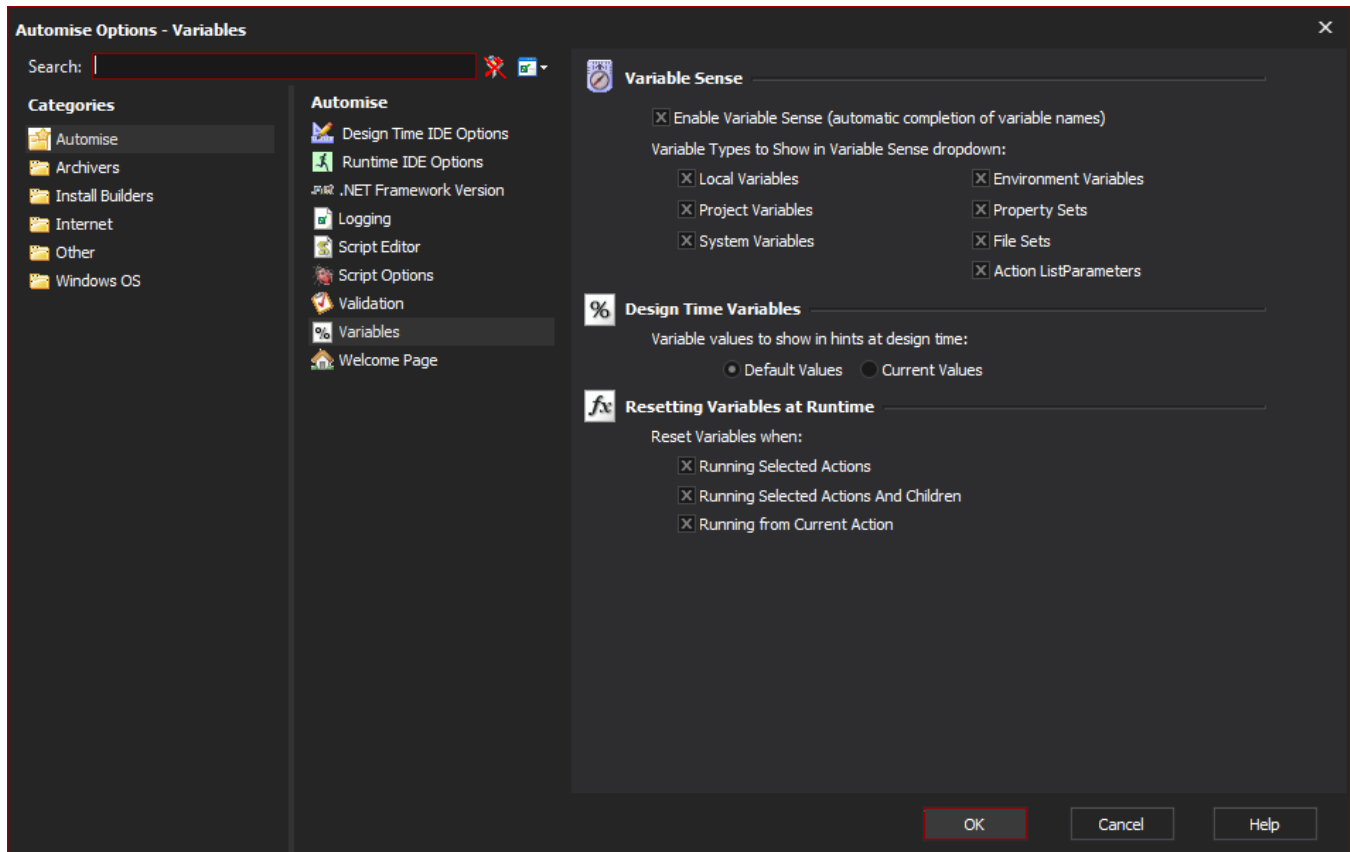 Automise Options - Variables
Search:
Categories
Automise
Archivers
Install Builders
Internet
Other
Windows OS
Automise
Design Time IDE Options
Runtime IDE Options
.NET Framework Version
Logging
Script Editor
Script Options
Validation
% Variables
Welcome Page
Variable Sense
Enable Variable Sense (automatic completion of variable names)
Variable Types to Show in Variable Sense dropdown:
Local Variables
Environment Variables
Project Variables
Property Sets
System Variables
File Sets
Action ListParameters
% Design Time Variables
Variable values to show in hints at design time:
Default Values Current Values
fx Resetting Variables at Runtime
Reset Variables when:
Running Selected Actions
Running Selected Actions And Children
Running from Current Action
OK Cancel Help